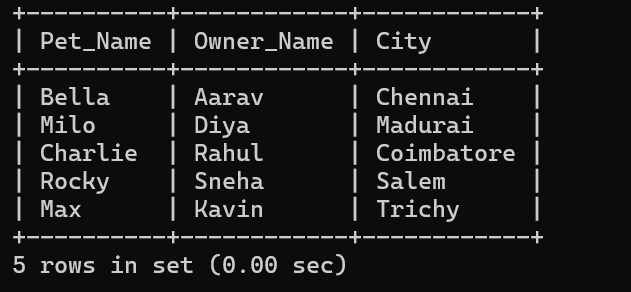 +----------+------------+------------+
| Pet_Name | Owner_Name | City       |
+----------+------------+------------+
| Bella    | Aarav      | Chennai    |
| Milo     | Diya       | Madurai    |
| Charlie  | Rahul      | Coimbatore |
| Rocky    | Sneha      | Salem      |
| Max      | Kavin      | Trichy     |
+----------+------------+------------+
5 rows in set (0.00 sec)